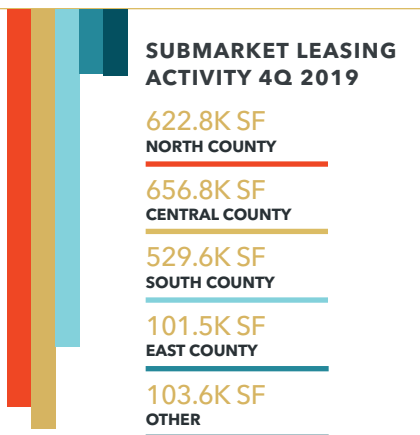 SUBMARKET LEASING
ACTIVITY 4Q 2019
622.8K SF
NORTH COUNTY
656.8K SF
CENTRAL COUNTY
529.6K SF
SOUTH COUNTY
101.5K SF
EAST COUNTY
103.6K SF
OTHER